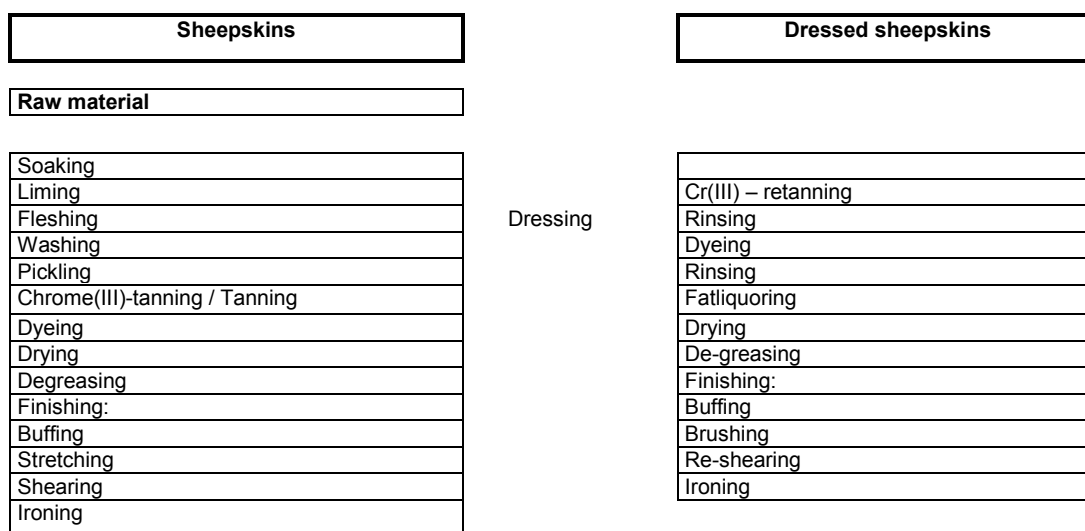 Sheepskins
Dressed sheepskins
Raw material
Soaking
Liming
Fleshing
Washing
Pickling
Chrome(III)-tanning / Tanning
Dyeing
Drying
Degreasing
Finishing:
Buffing
Stretching
Shearing
Ironing
Dressing
Cr(III) – retanning
Rinsing
Dyeing
Rinsing
Fatliquoring
Drying
De-greasing
Finishing:
Buffing
Brushing
Re-shearing
Ironing